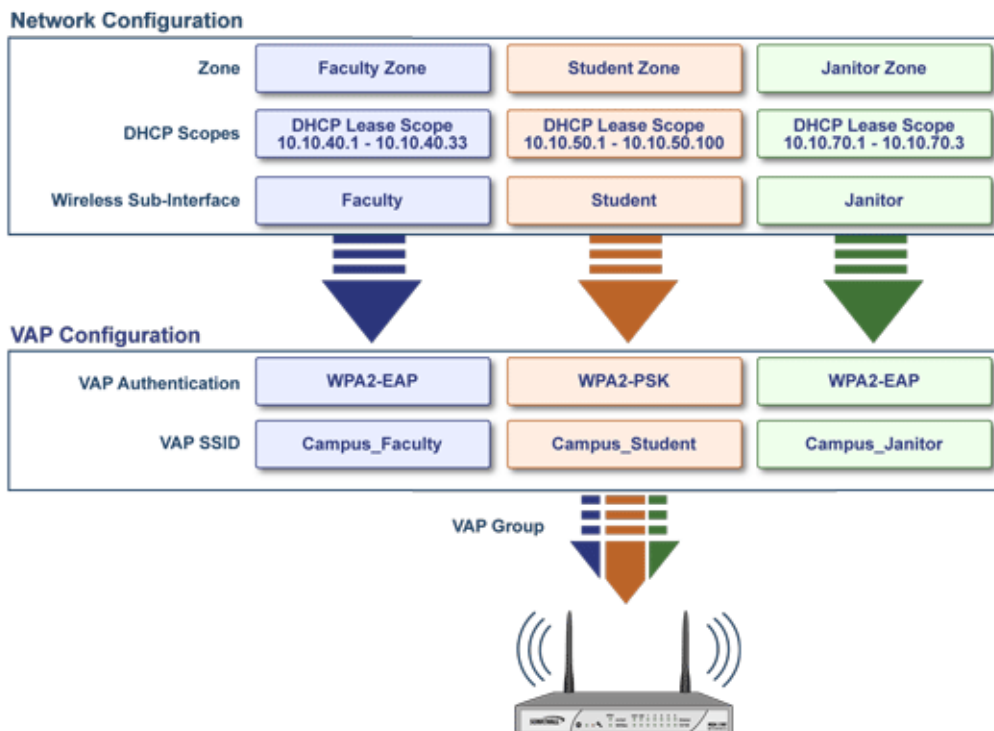 Network Configuration
Zone
Faculty Zone
Student Zone
Janitor Zone
DHCP Scopes
DHCP Lease Scope
10.10.40.1 - 10.10.40.33
DHCP Lease Scope
10.10.50.1 - 10.10.50.100
DHCP Lease Scope
10.10.70.1 - 10.10.70.3
Wireless Sub-Interface
Faculty
Student
Janitor
VAP Configuration
VAP Authentication
WPA2-EAP
WPA2-PSK
WPA2-EAP
VAP SSID
Campus_Faculty
Campus_Student
Campus_Janitor
VAP Group
SONICWALL